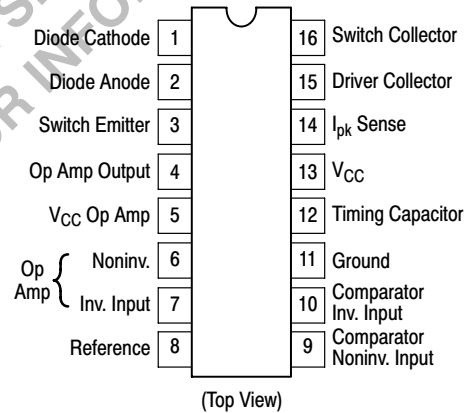 Diode Cathode 1 16 Switch Collector
Diode Anode 2 15 Driver Collector
Switch Emitter 3 14 Ipk Sense
Op Amp Output 4 13 VCC
VCC Op Amp 5 12 Timing Capacitor
Op Amp { Noninv. 6 11 Ground
Inv. Input 7 10 Comparator Inv. Input
Reference 8 9 Comparator Noninv. Input
(Top View)